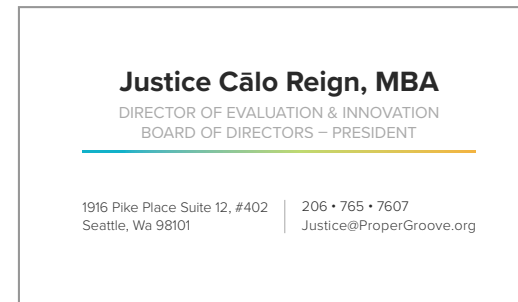 Justice Cālo Reign, MBA
DIRECTOR OF EVALUATION & INNOVATION
BOARD OF DIRECTORS – PRESIDENT
1916 Pike Place Suite 12, #402
Seattle, Wa 98101
206 • 765 • 7607
Justice@ProperGroove.org